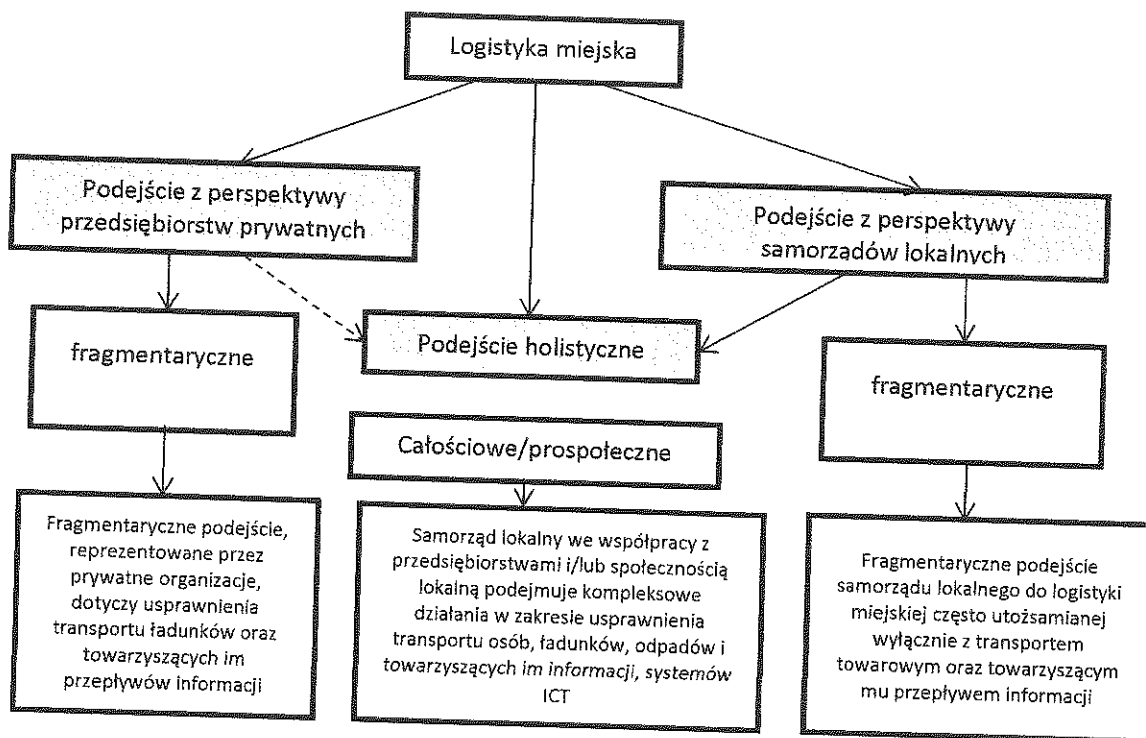 Logistyka miejska
Podejście z perspektywy
przedsiębiorstw prywatnych
Podejście z perspektywy
samorządów lokalnych
fragmentaryczne
Podejście holistyczne
fragmentaryczne
Całościowe/prospołeczne
Fragmentaryczne podejście,
reprezentowane przez
prywatne organizacje,
dotyczy usprawnienia
transportu ładunków oraz
towarzyszących im
przepływów informacji
Samorząd lokalny we współpracy z
przedsiębiorstwami i/lub społecznością
lokalną podejmuje kompleksowe
działania w zakresie usprawnienia
transportu osób, ładunków, odpadów i
towarzyszących im informacji, systemów
ICT
Fragmentaryczne podejście
samorządu lokalnego do logistyki
miejskiej często utożsamianej
wyłącznie z transportem
towarowym oraz towarzyszącym
mu przepływem informacji